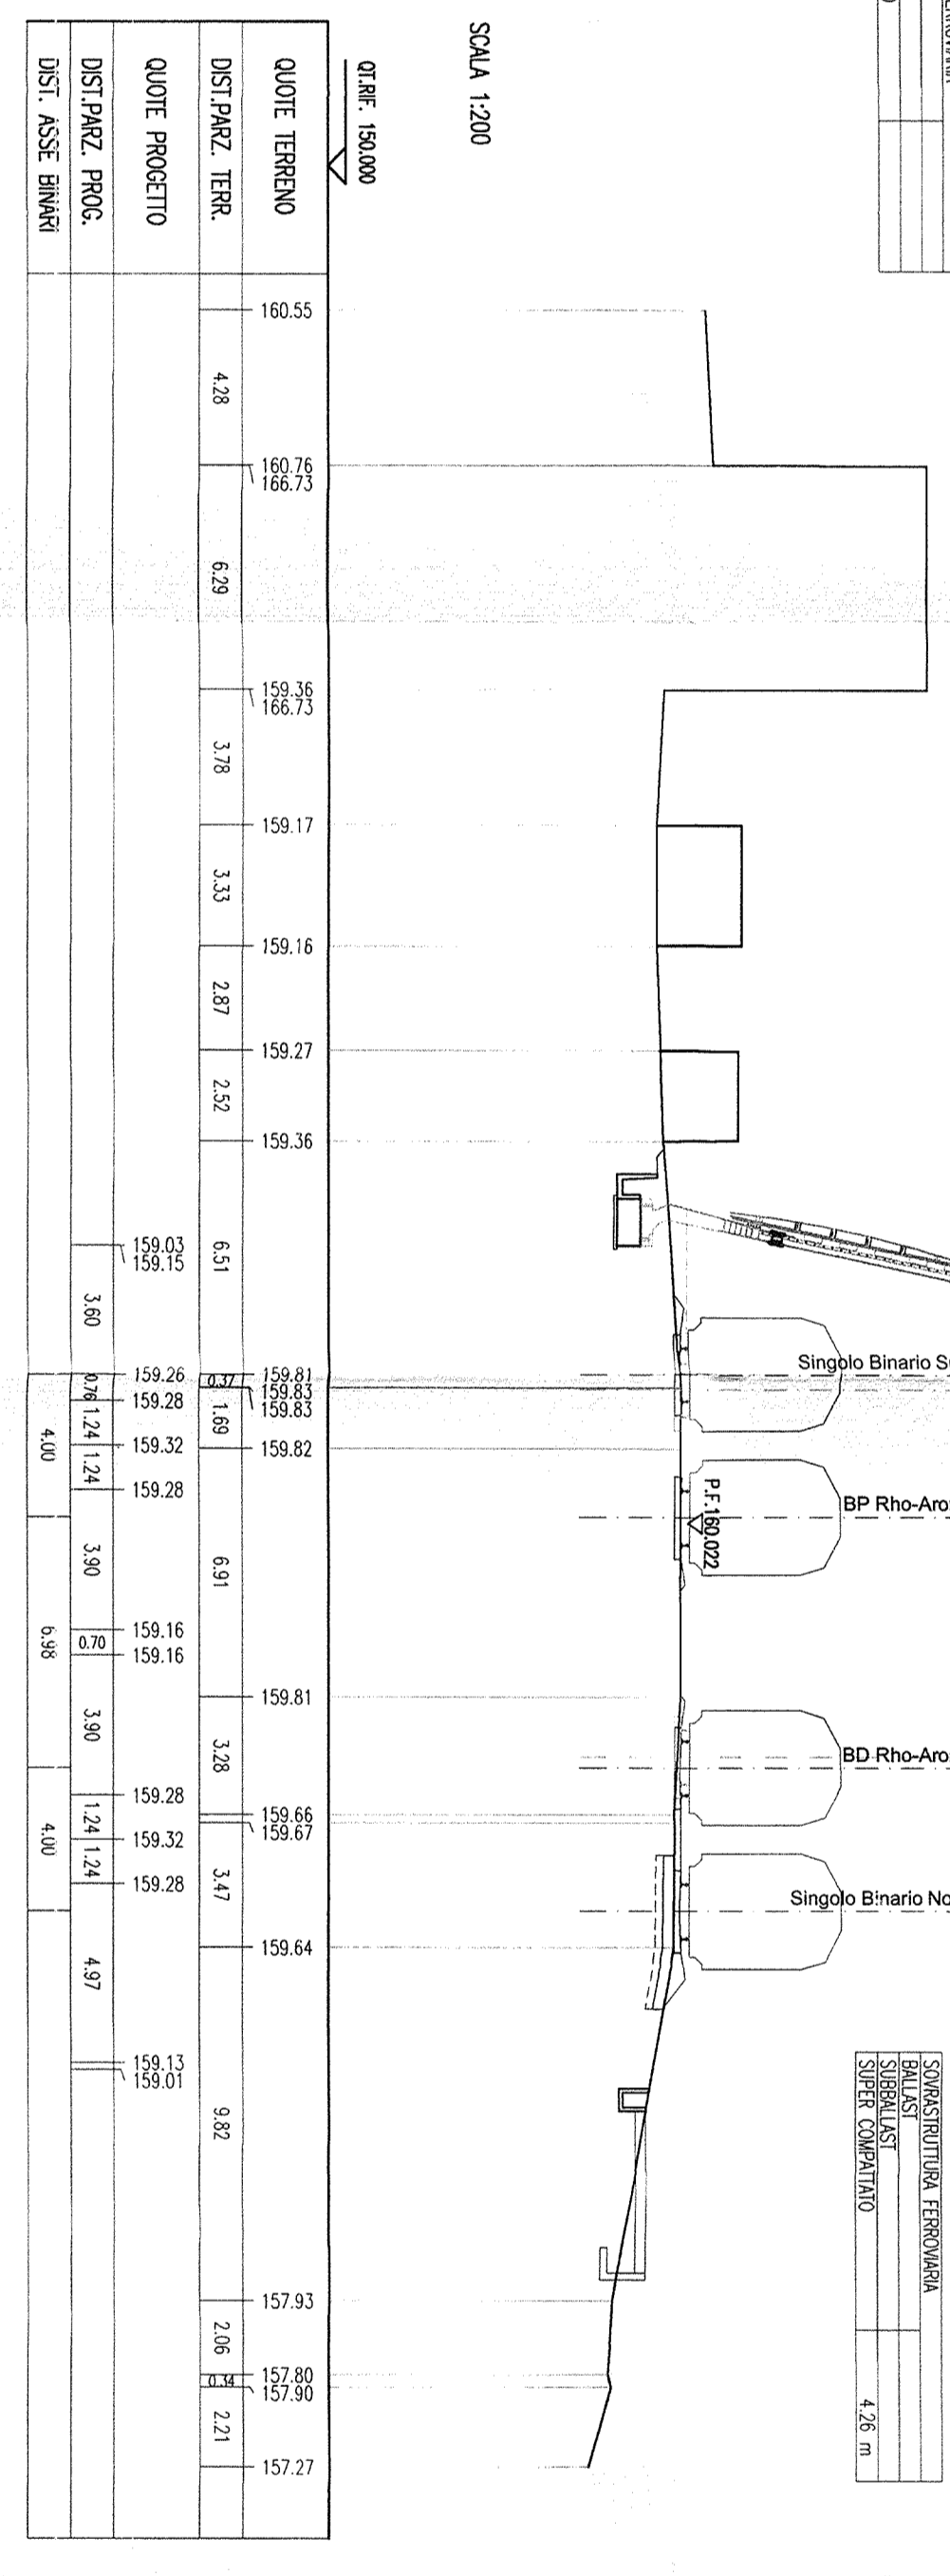 SCALA 1:200
QT.RIF. 150.000
Singolo Binario
BP Rho-Aro
P.F.160.022
BD Rho-Aro
Singolo Binario No
SOVRASTRUTTURA FERROVIARIA
BALLAST
SUBBALLAST
SUPER COMPATTATO 4.26 m
QUOTE TERRENO 160.55 160.76 166.73 159.36 166.73 159.17 159.16 159.27 159.36 159.81 159.83 159.83 159.82 159.81 159.66 159.67 159.64 157.93 157.80 157.90 157.27
DIST.PARZ. TERR. 4.28 6.29 3.78 3.33 2.87 2.52 6.51 0.37 1.69 6.91 3.28 3.47 9.82 2.06 0.34 2.21
QUOTE PROGETTO 159.03 159.15 159.26 159.28 159.32 159.28 159.16 159.16 159.28 159.32 159.28 159.13 159.01
DIST.PARZ. PROG. 3.60 0.76 1.24 1.24 3.90 0.70 3.90 1.24 1.24 4.97
DIST. ASSE BINARI 4.00 6.98 4.00